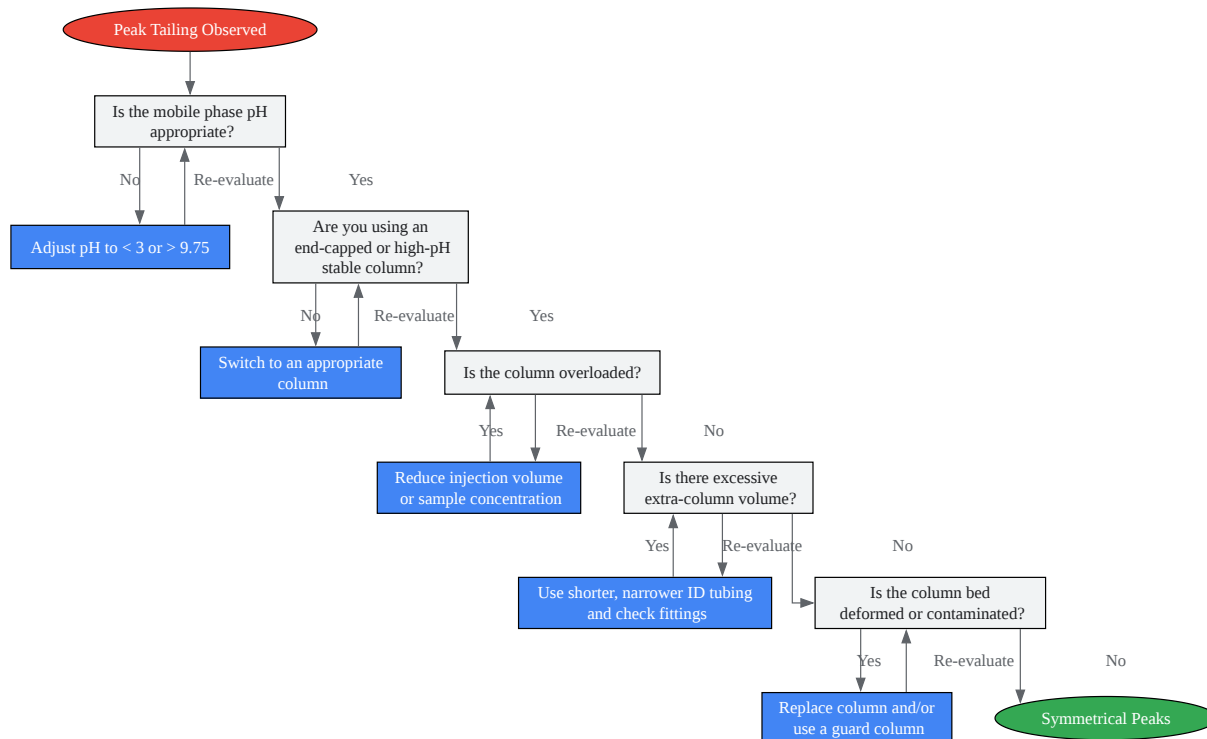 Peak Tailing Observed
Is the mobile phase pH
appropriate?
No
Re-evaluate
Yes
Adjust pH to < 3 or > 9.75
Are you using an
end-capped or high-pH
stable column?
No
Re-evaluate
Yes
Switch to an appropriate
column
Is the column overloaded?
Yes
Re-evaluate
No
Reduce injection volume
or sample concentration
Is there excessive
extra-column volume?
Yes
Re-evaluate
No
Use shorter, narrower ID tubing
and check fittings
Is the column bed
deformed or contaminated?
Yes
Re-evaluate
No
Replace column and/or
use a guard column
Symmetrical Peaks